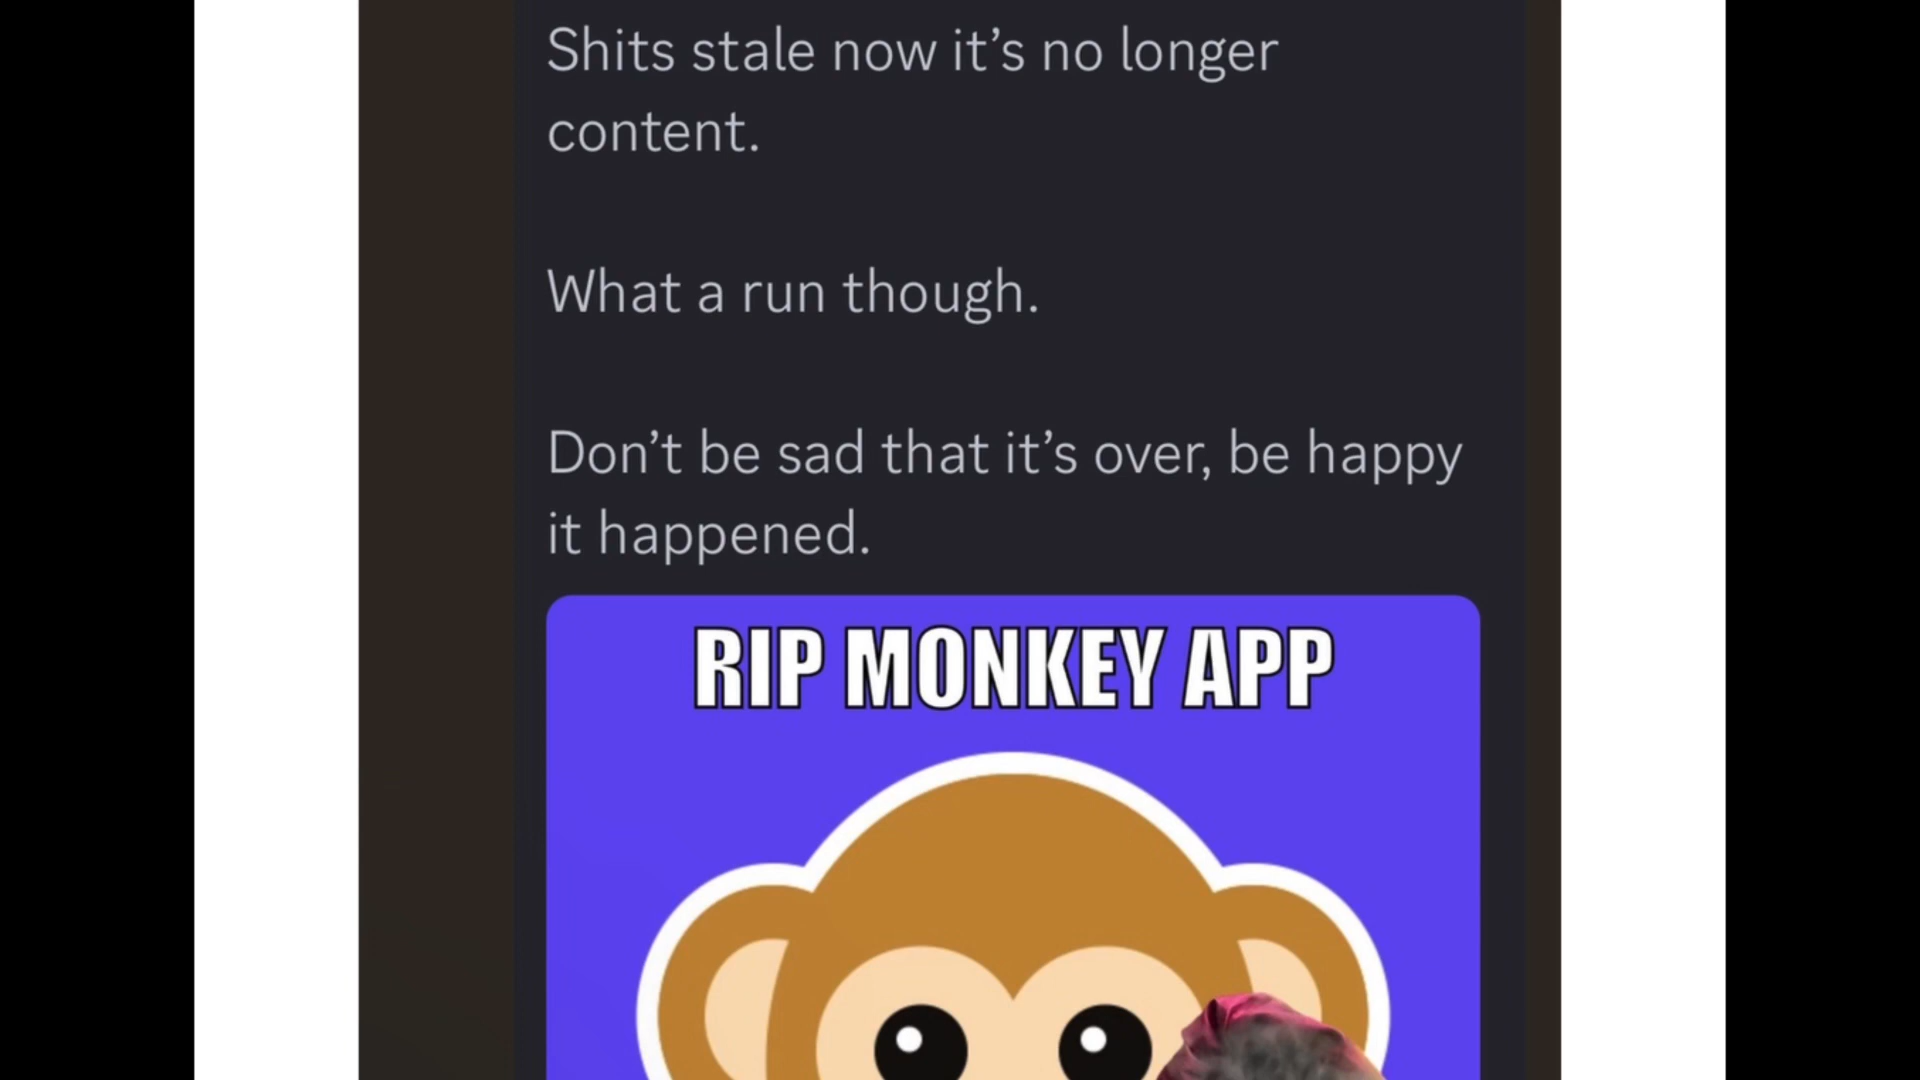 Shits stale now it’s no longer
content.
What a run though.
Don’t be sad that it’s over, be happy
it happened.
RIP MONKEY APP